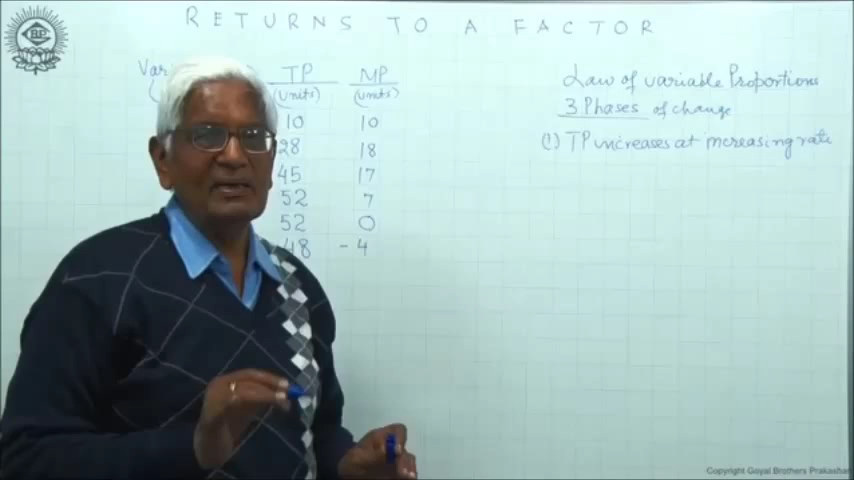 RETURNS TO A FACTOR
GBP
TP MP
(units) (units)
10 10
28 18
45 17
52 7
52 0
48 -4
Law of variable Proportions
3 Phases of change
(1) TP increases at increasing rate
Copyright Goyal Brothers Prakashan